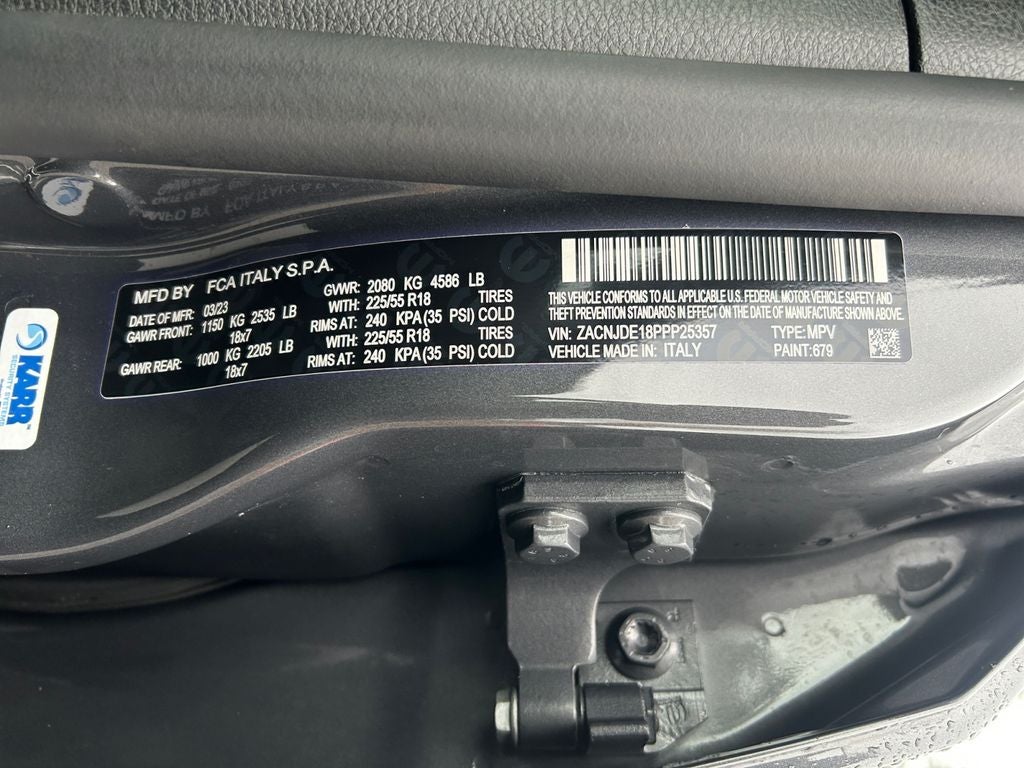 MFD BY FCA ITALY S.P.A.
DATE OF MFR: 03/23 GVWR: 2080 KG 4586 LB
GAWR FRONT: 1150 KG 2535 LB WITH: 225/55 R18 TIRES
18x7 RIMS AT: 240 KPA(35 PSI) COLD
GAWR REAR: 1000 KG 2205 LB WITH: 225/55 R18 TIRES
18x7 RIMS AT: 240 KPA(35 PSI) COLD
THIS VEHICLE CONFORMS TO ALL APPLICABLE U.S. FEDERAL MOTOR VEHICLE SAFETY AND
THEFT PREVENTION STANDARDS IN EFFECT ON THE DATE OF MANUFACTURE SHOWN ABOVE.
VIN: ZACNJDE18PPP25357 TYPE: MPV
VEHICLE MADE IN: ITALY PAINT:679
KARR™
SECURITY SYSTEMS